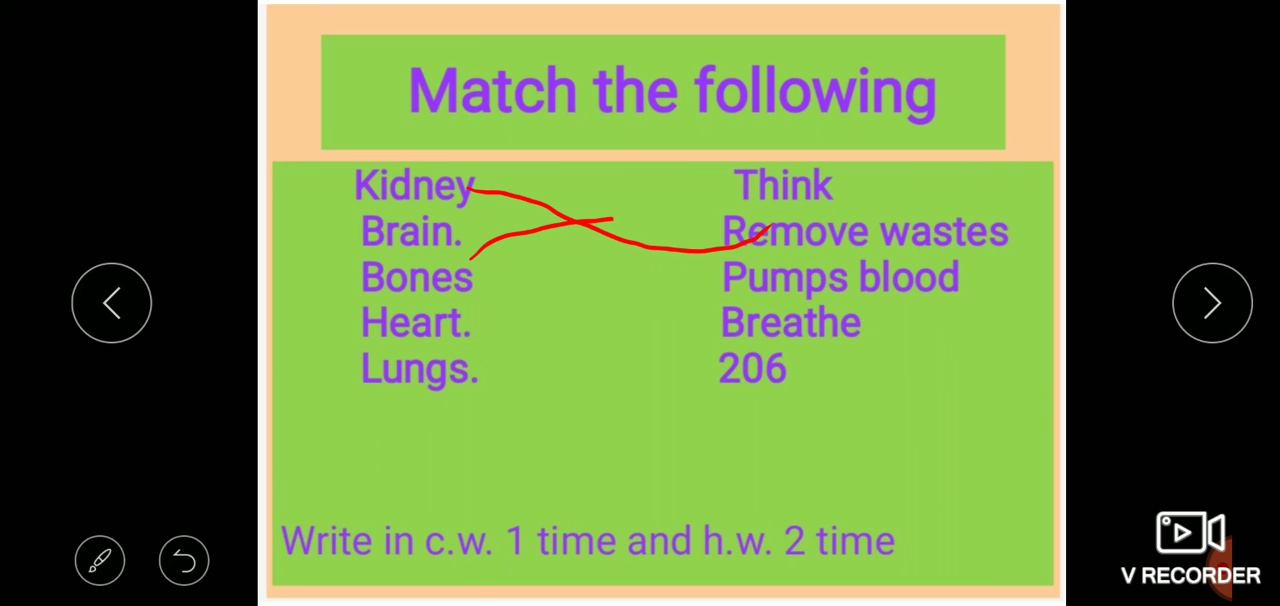 Match the following
Kidney Think
Brain. Remove wastes
Bones Pumps blood
Heart. Breathe
Lungs. 206
Write in c.w. 1 time and h.w. 2 time
V RECORDER